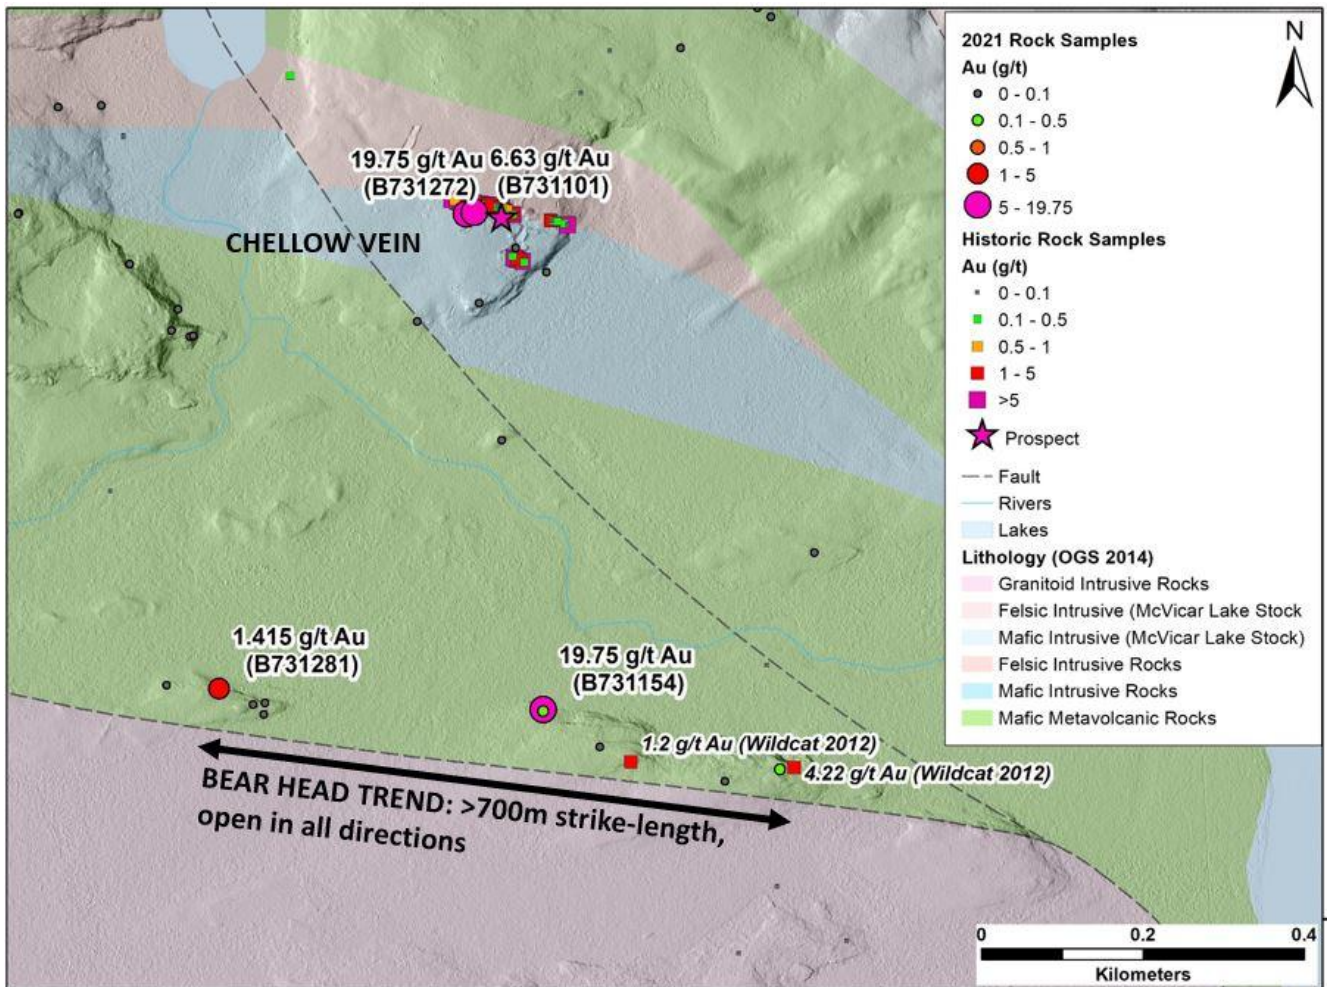 19.75 g/t Au
(B731272)
6.63 g/t Au
(B731101)
CHELLOW VEIN
1.415 g/t Au
(B731281)
19.75 g/t Au
(B731154)
1.2 g/t Au (Wildcat 2012)
4.22 g/t Au (Wildcat 2012)
BEAR HEAD TREND: >700m strike-length,
open in all directions
N
2021 Rock Samples
Au (g/t)
0 - 0.1
0.1 - 0.5
0.5 - 1
1 - 5
5 - 19.75
Historic Rock Samples
Au (g/t)
0 - 0.1
0.1 - 0.5
0.5 - 1
1 - 5
>5
Prospect
Fault
Rivers
Lakes
Lithology (OGS 2014)
Granitoid Intrusive Rocks
Felsic Intrusive (McVicar Lake Stock
Mafic Intrusive (McVicar Lake Stock)
Felsic Intrusive Rocks
Mafic Intrusive Rocks
Mafic Metavolcanic Rocks
0 0.2 0.4
Kilometers